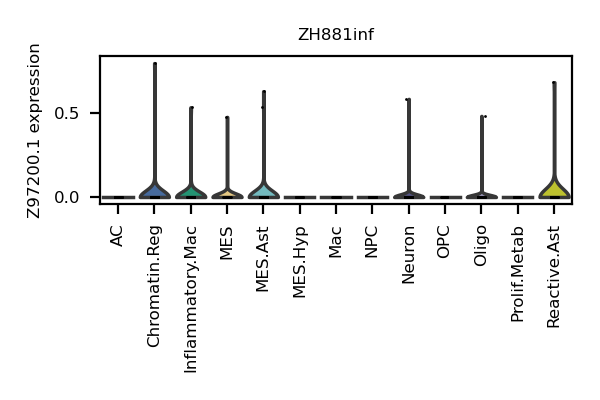 ZH881inf
Z97200.1 expression
0.5
0.0
AC
Chromatin.Reg
Inflammatory.Mac
MES
MES.Ast
MES.Hyp
Mac
NPC
Neuron
OPC
Oligo
Prolif.Metab
Reactive.Ast